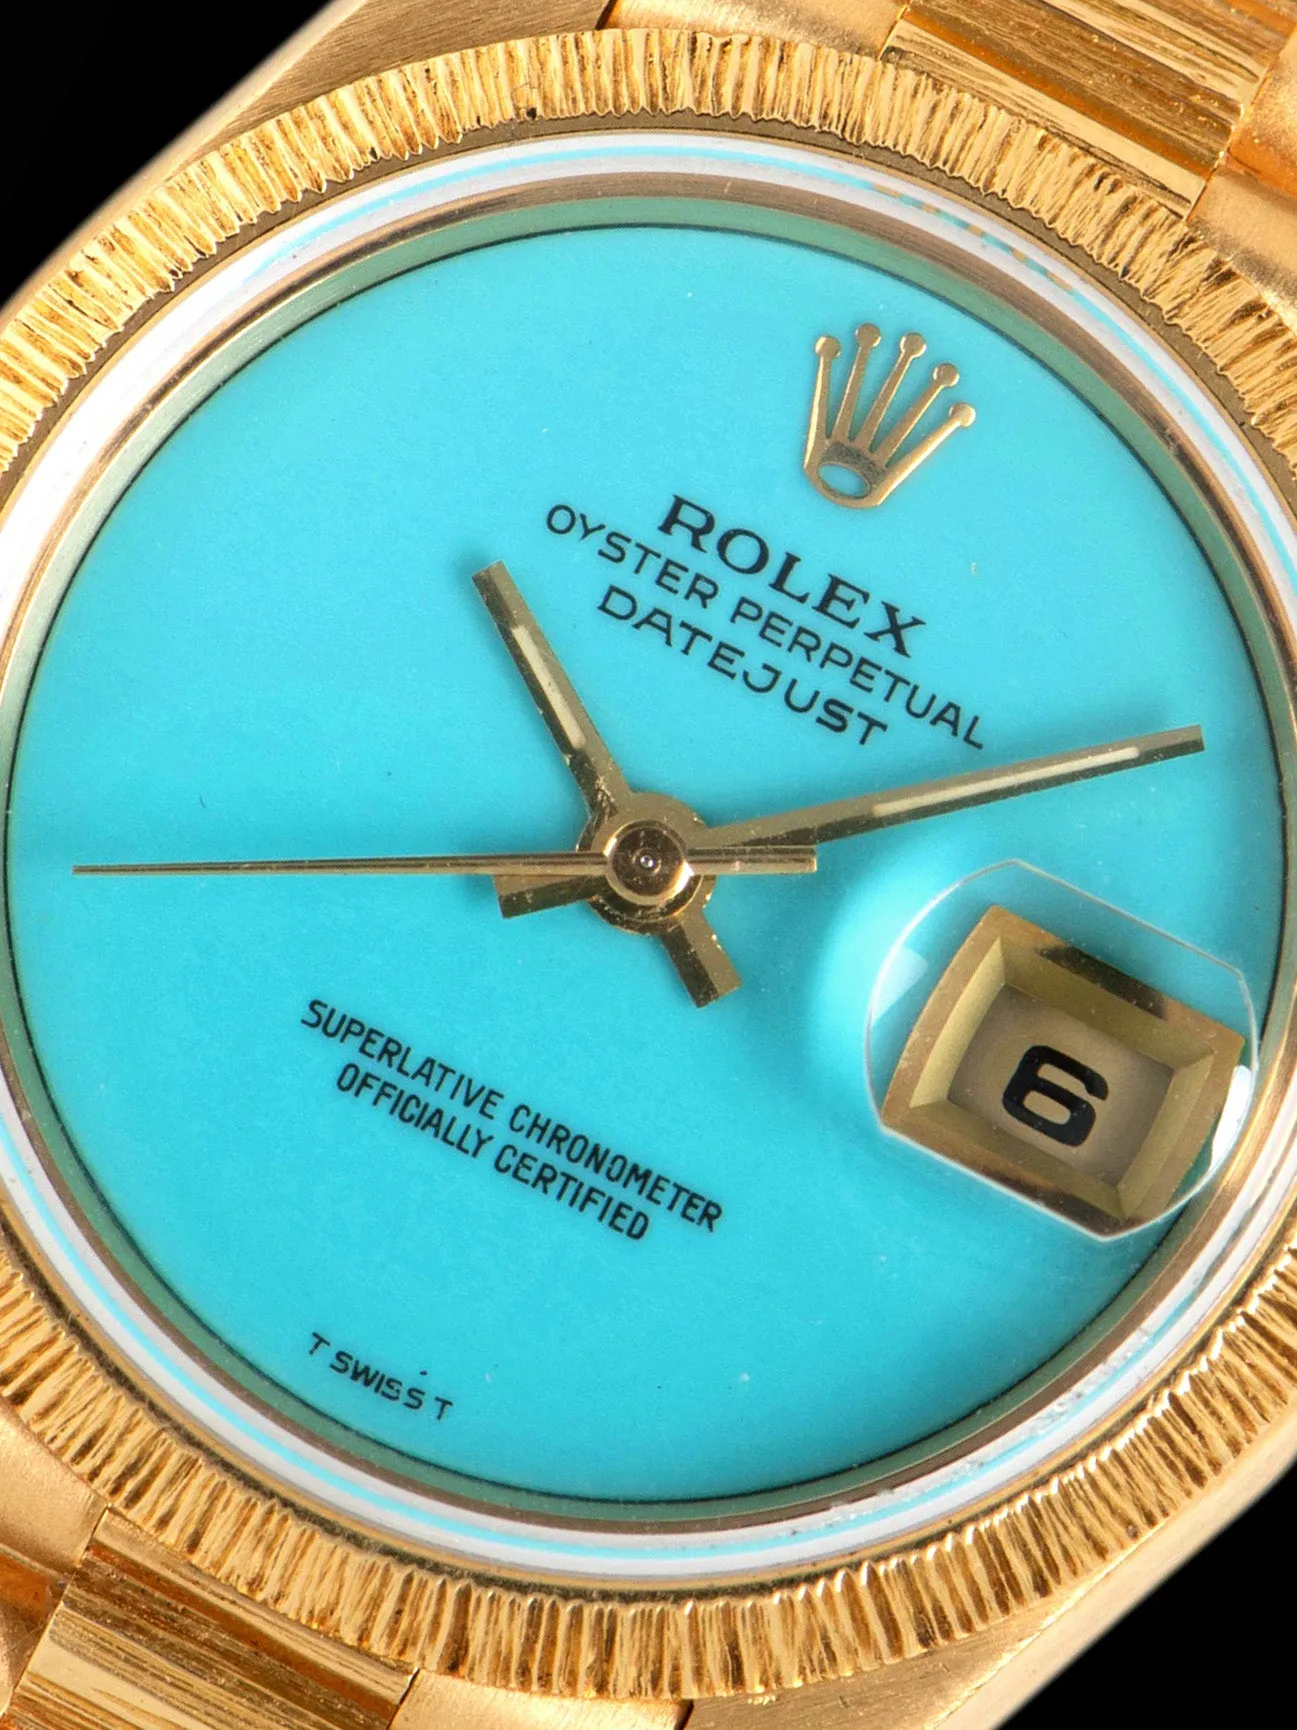 ROLEX
OYSTER PERPETUAL
DATEJUST
6
SUPERLATIVE CHRONOMETER
OFFICIALLY CERTIFIED
T SWISS T